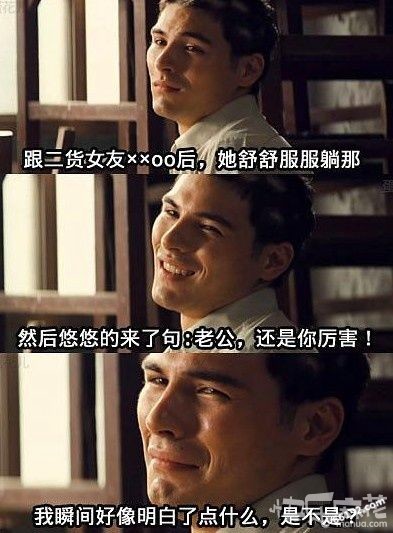 跟二货女友××oo后，她舒舒服服躺那
然后悠悠的来了句：老公，还是你厉害！
我瞬间好像明白了点什么，是不是